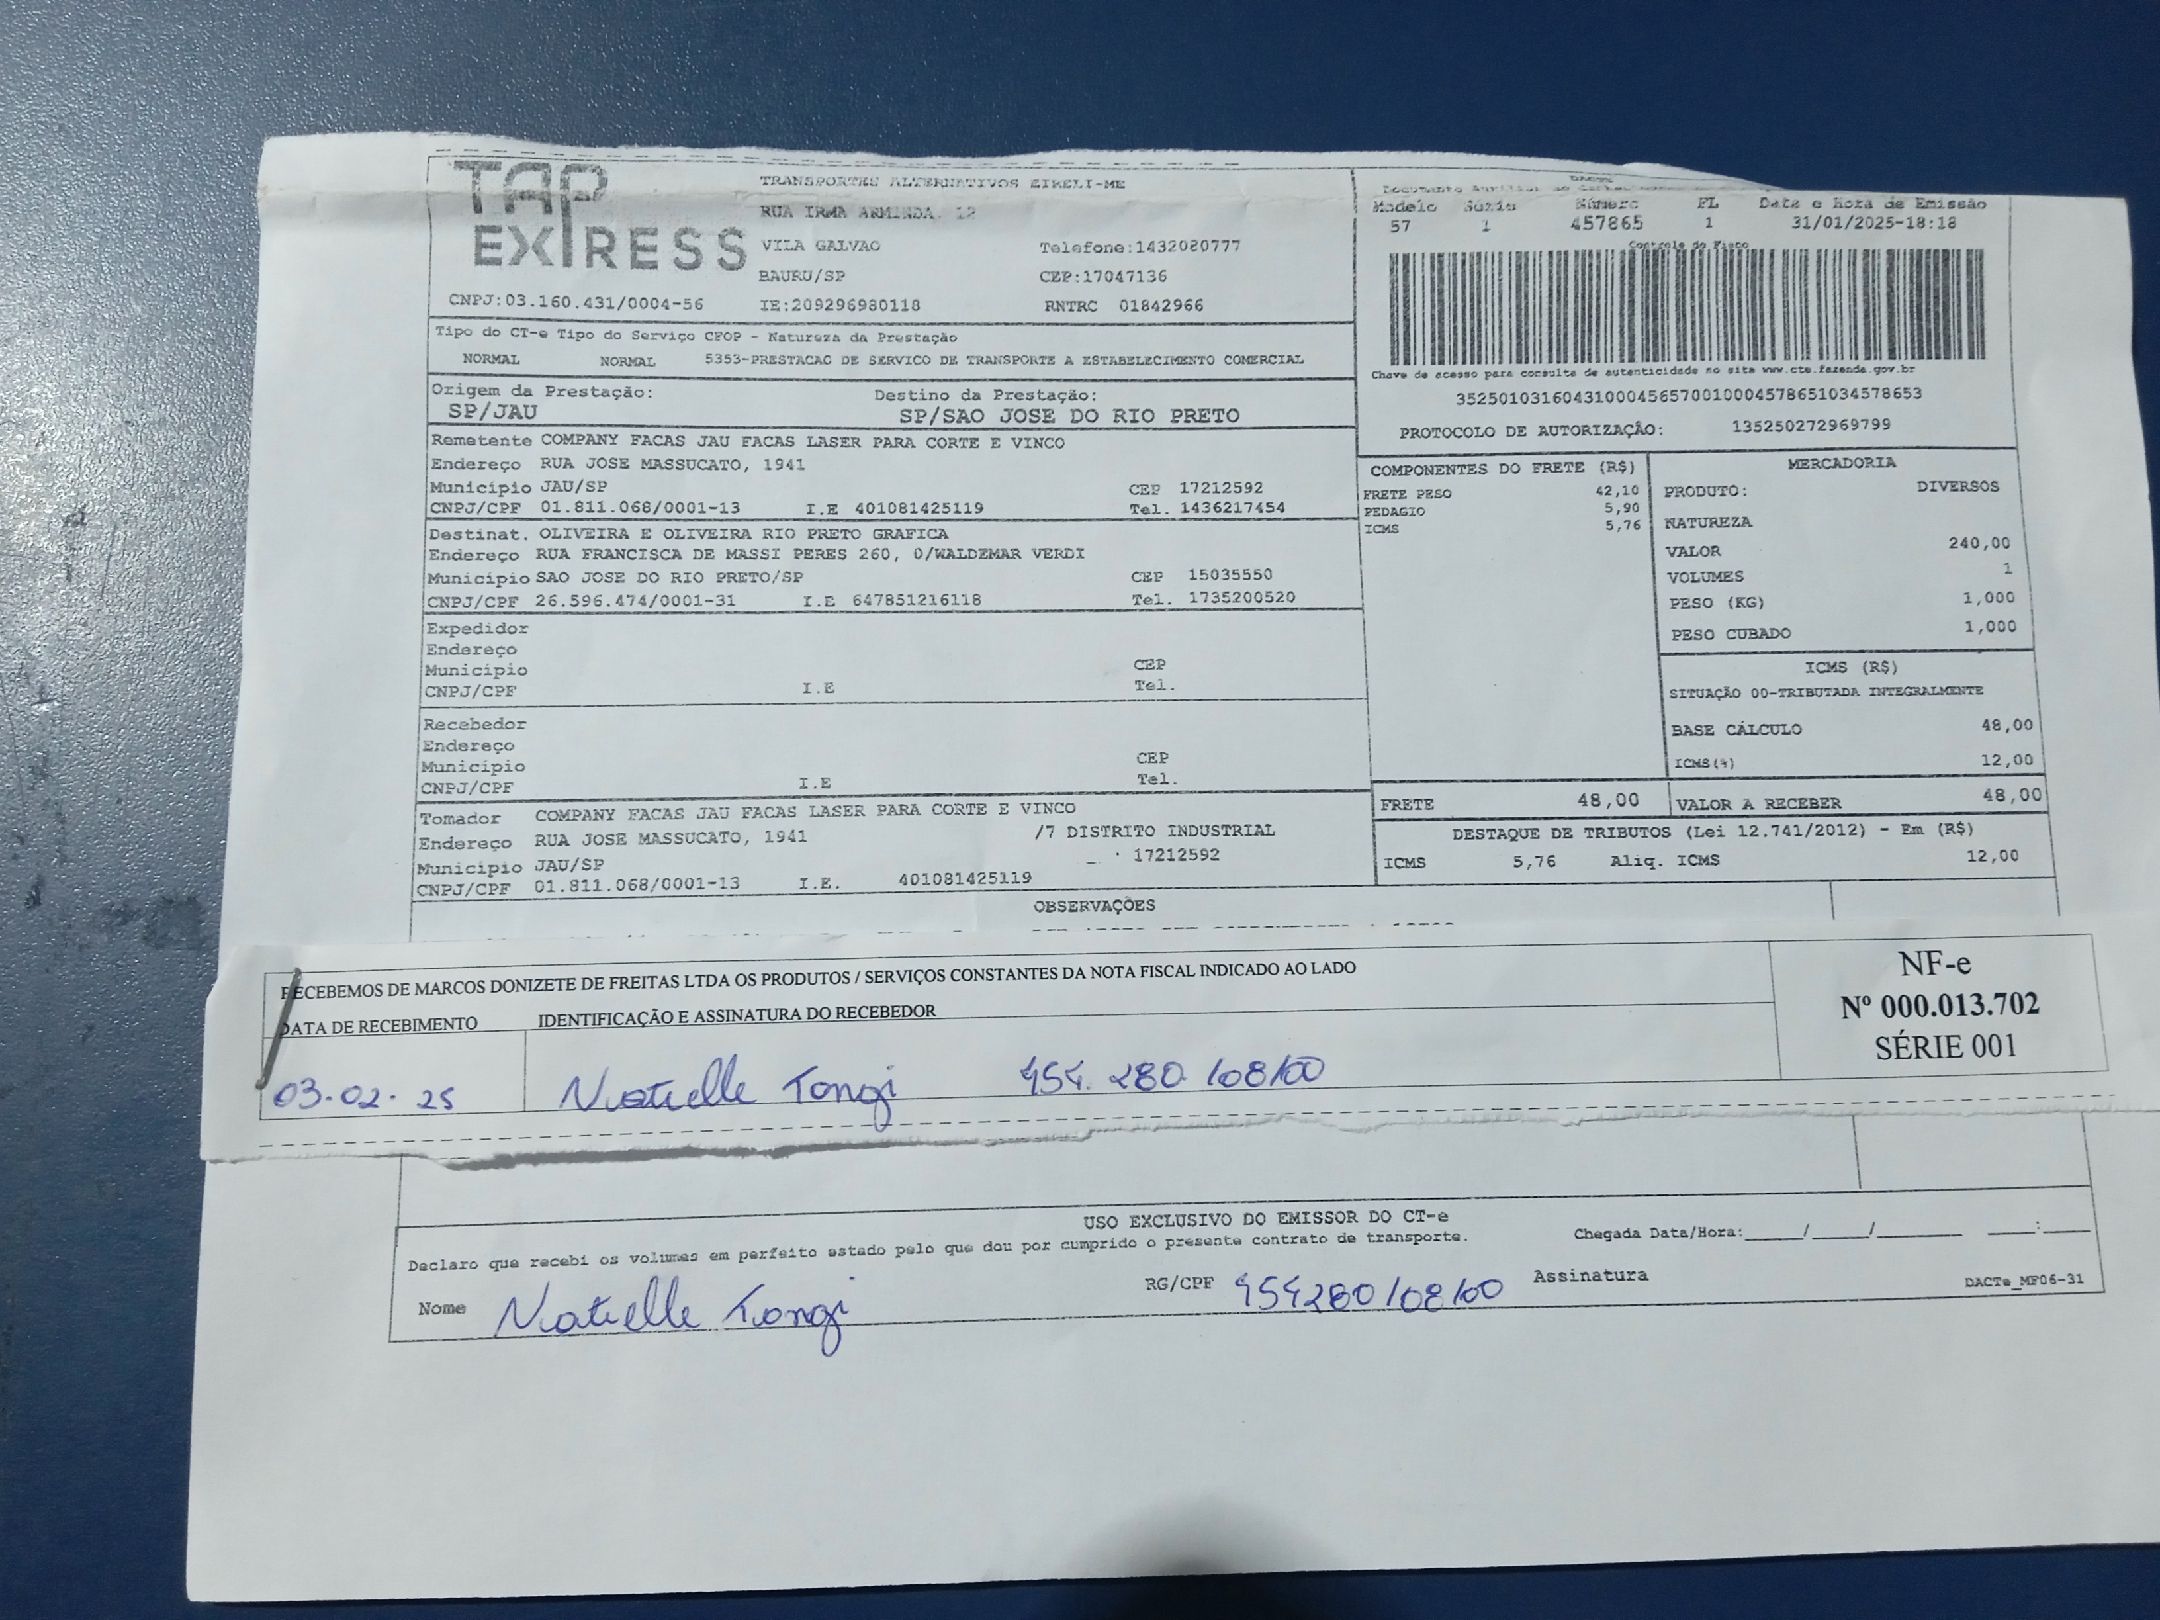 TAP
EXPRESS
TRANSPORTES ALTERNATIVOS EIRELI-ME
RUA IRMA ARMINDA, 12
VILA GALVAO Telefone:1432080777
BAURU/SP CEP:17047136
CNPJ:03.160.431/0004-56 IE:209296980118 RNTRC 01842966
DACTE
Documento Auxiliar
Modelo Série Número FL Data e Hora de Emissão
57 1 457865 1 31/01/2025-18:18
Controle do Fisco
Chave de acesso para consulta de autenticidade no site www.cte.fazenda.gov.br
35250103160431000456570010004578651034578653
PROTOCOLO DE AUTORIZAÇÃO: 135250272969799
Tipo do CT-e Tipo do Serviço CFOP - Natureza da Prestação
NORMAL NORMAL 5353-PRESTACAO DE SERVICO DE TRANSPORTE A ESTABELECIMENTO COMERCIAL
Origem da Prestação: Destino da Prestação:
SP/JAU SP/SAO JOSE DO RIO PRETO
Remetente COMPANY FACAS JAU FACAS LASER PARA CORTE E VINCO
Endereço RUA JOSE MASSUCATO, 1941
Município JAU/SP CEP 17212592
CNPJ/CPF 01.811.068/0001-13 I.E 401081425119 Tel. 1436217454
Destinat. OLIVEIRA E OLIVEIRA RIO PRETO GRAFICA
Endereço RUA FRANCISCA DE MASSI PERES 260, 0/WALDEMAR VERDI
Município SAO JOSE DO RIO PRETO/SP CEP 15035550
CNPJ/CPF 26.596.474/0001-31 I.E 647851216118 Tel. 1735200520
Expedidor
Endereço
Município CEP
CNPJ/CPF I.E Tel.
Recebedor
Endereço
Município CEP
CNPJ/CPF I.E Tel.
Tomador COMPANY FACAS JAU FACAS LASER PARA CORTE E VINCO
Endereço RUA JOSE MASSUCATO, 1941 /7 DISTRITO INDUSTRIAL
Município JAU/SP 17212592
CNPJ/CPF 01.811.068/0001-13 I.E. 401081425119
COMPONENTES DO FRETE (R$)
FRETE PESO 42,10
PEDAGIO 5,90
ICMS 5,76
MERCADORIA
PRODUTO: DIVERSOS
NATUREZA
VALOR 240,00
VOLUMES 1
PESO (KG) 1,000
PESO CUBADO 1,000
ICMS (R$)
SITUAÇÃO 00-TRIBUTADA INTEGRALMENTE
BASE CÁLCULO 48,00
ICMS(%) 12,00
FRETE 48,00 VALOR A RECEBER 48,00
DESTAQUE DE TRIBUTOS (Lei 12.741/2012) - Em (R$)
ICMS 5,76 Aliq. ICMS 12,00
OBSERVAÇÕES
RECEBEMOS DE MARCOS DONIZETE DE FREITAS LTDA OS PRODUTOS / SERVIÇOS CONSTANTES DA NOTA FISCAL INDICADO AO LADO
DATA DE RECEBIMENTO IDENTIFICAÇÃO E ASSINATURA DO RECEBEDOR
03.02.25 Natielle Tongi 454.280.108/00
NF-e
Nº 000.013.702
SÉRIE 001
USO EXCLUSIVO DO EMISSOR DO CT-e
Declaro que recebi os volumes em perfeito estado pelo que dou por cumprido o presente contrato de transporte.
Chegada Data/Hora:_____/_____/_______ ____:____
Nome Natielle Tongi RG/CPF 454280108/00 Assinatura
DACTe_MF06-31